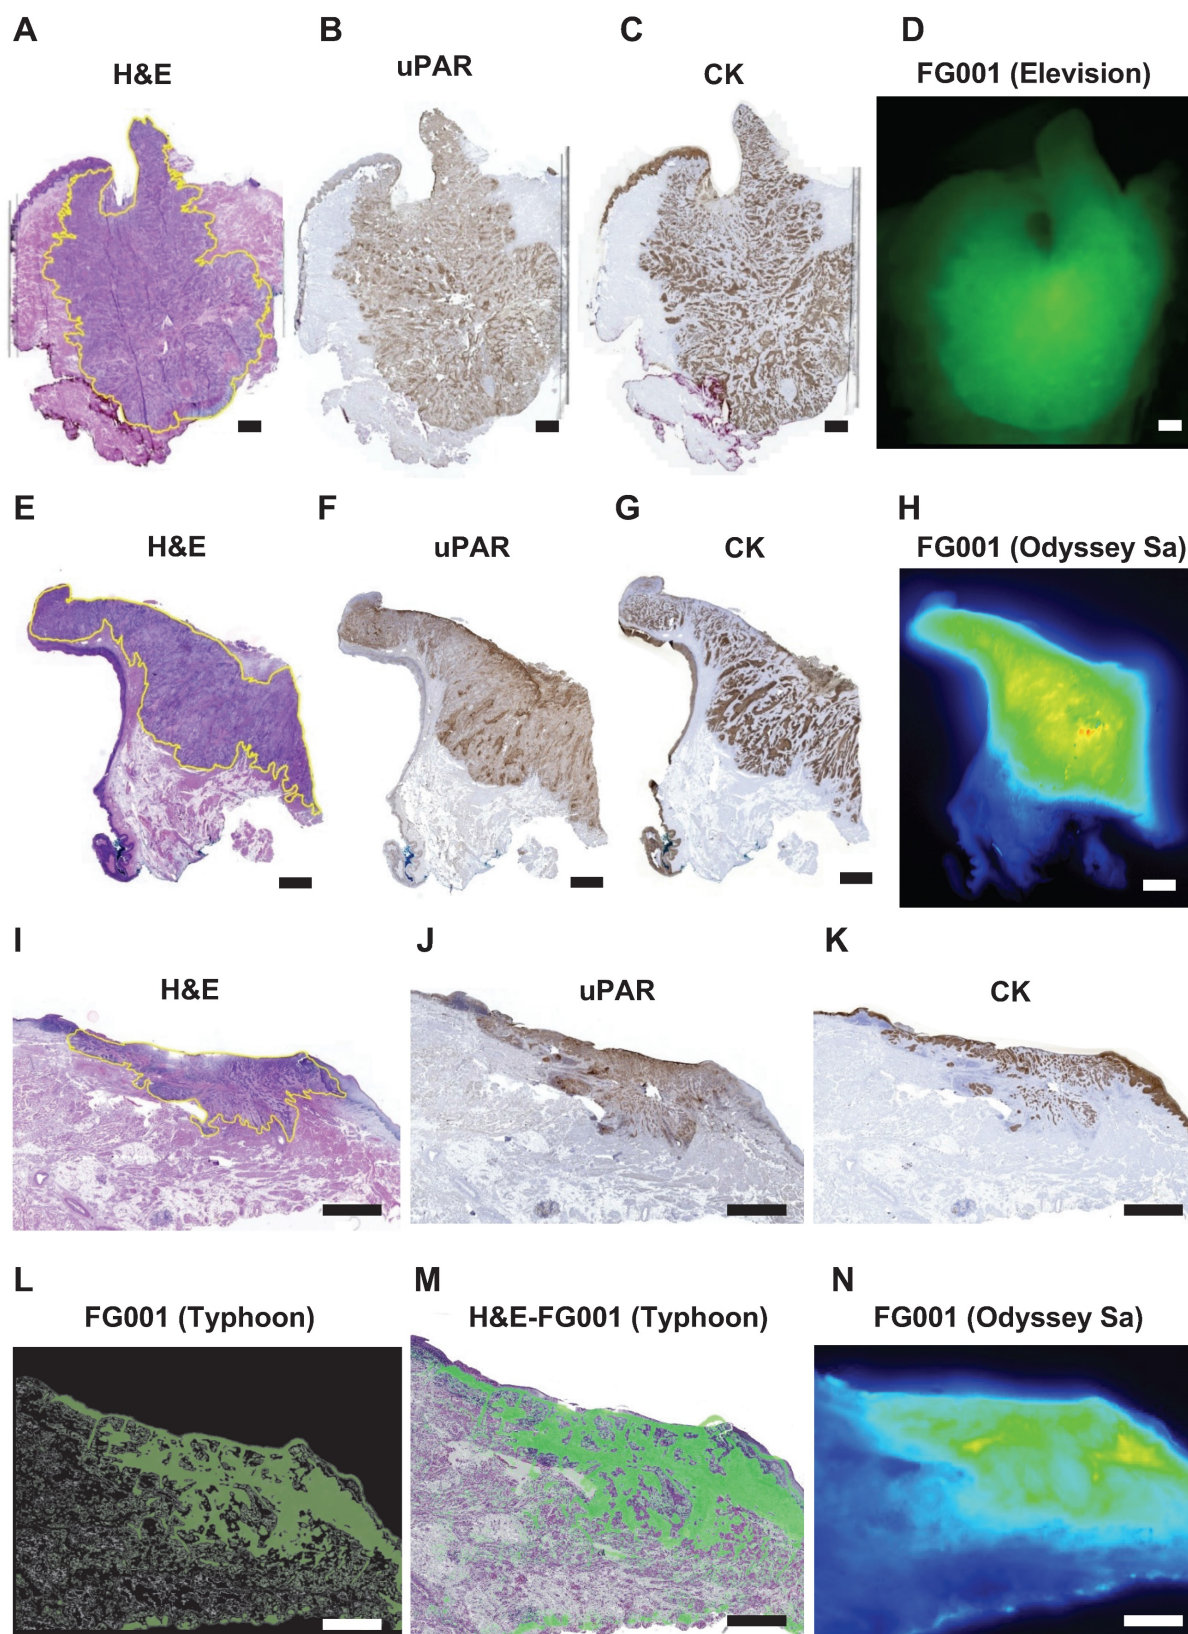 A B C D
H&E uPAR CK FG001 (Elevision)
E F G H
H&E uPAR CK FG001 (Odyssey Sa)
I J K
H&E uPAR CK
L M N
FG001 (Typhoon) H&E-FG001 (Typhoon) FG001 (Odyssey Sa)